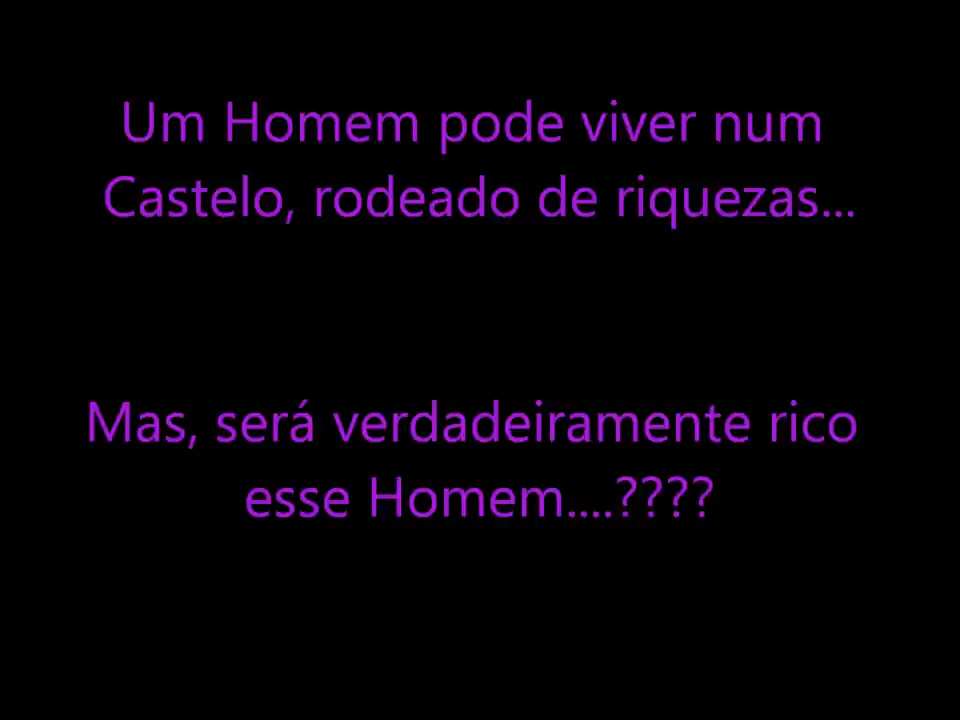 Um Homem pode viver num
Castelo, rodeado de riquezas...
Mas, será verdadeiramente rico
esse Homem....????